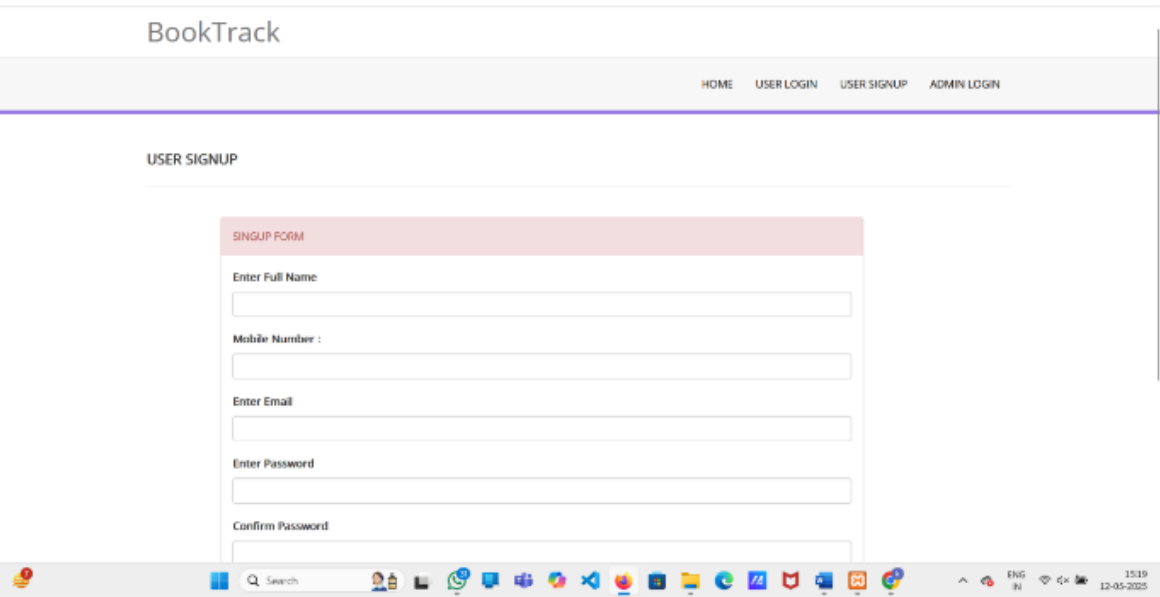 BookTrack
HOME USER LOGIN USER SIGNUP ADMIN LOGIN
USER SIGNUP
SINGUP FORM
Enter Full Name
Mobile Number :
Enter Email
Enter Password
Confirm Password
Search
ENG
IN
15:19
12-05-2025